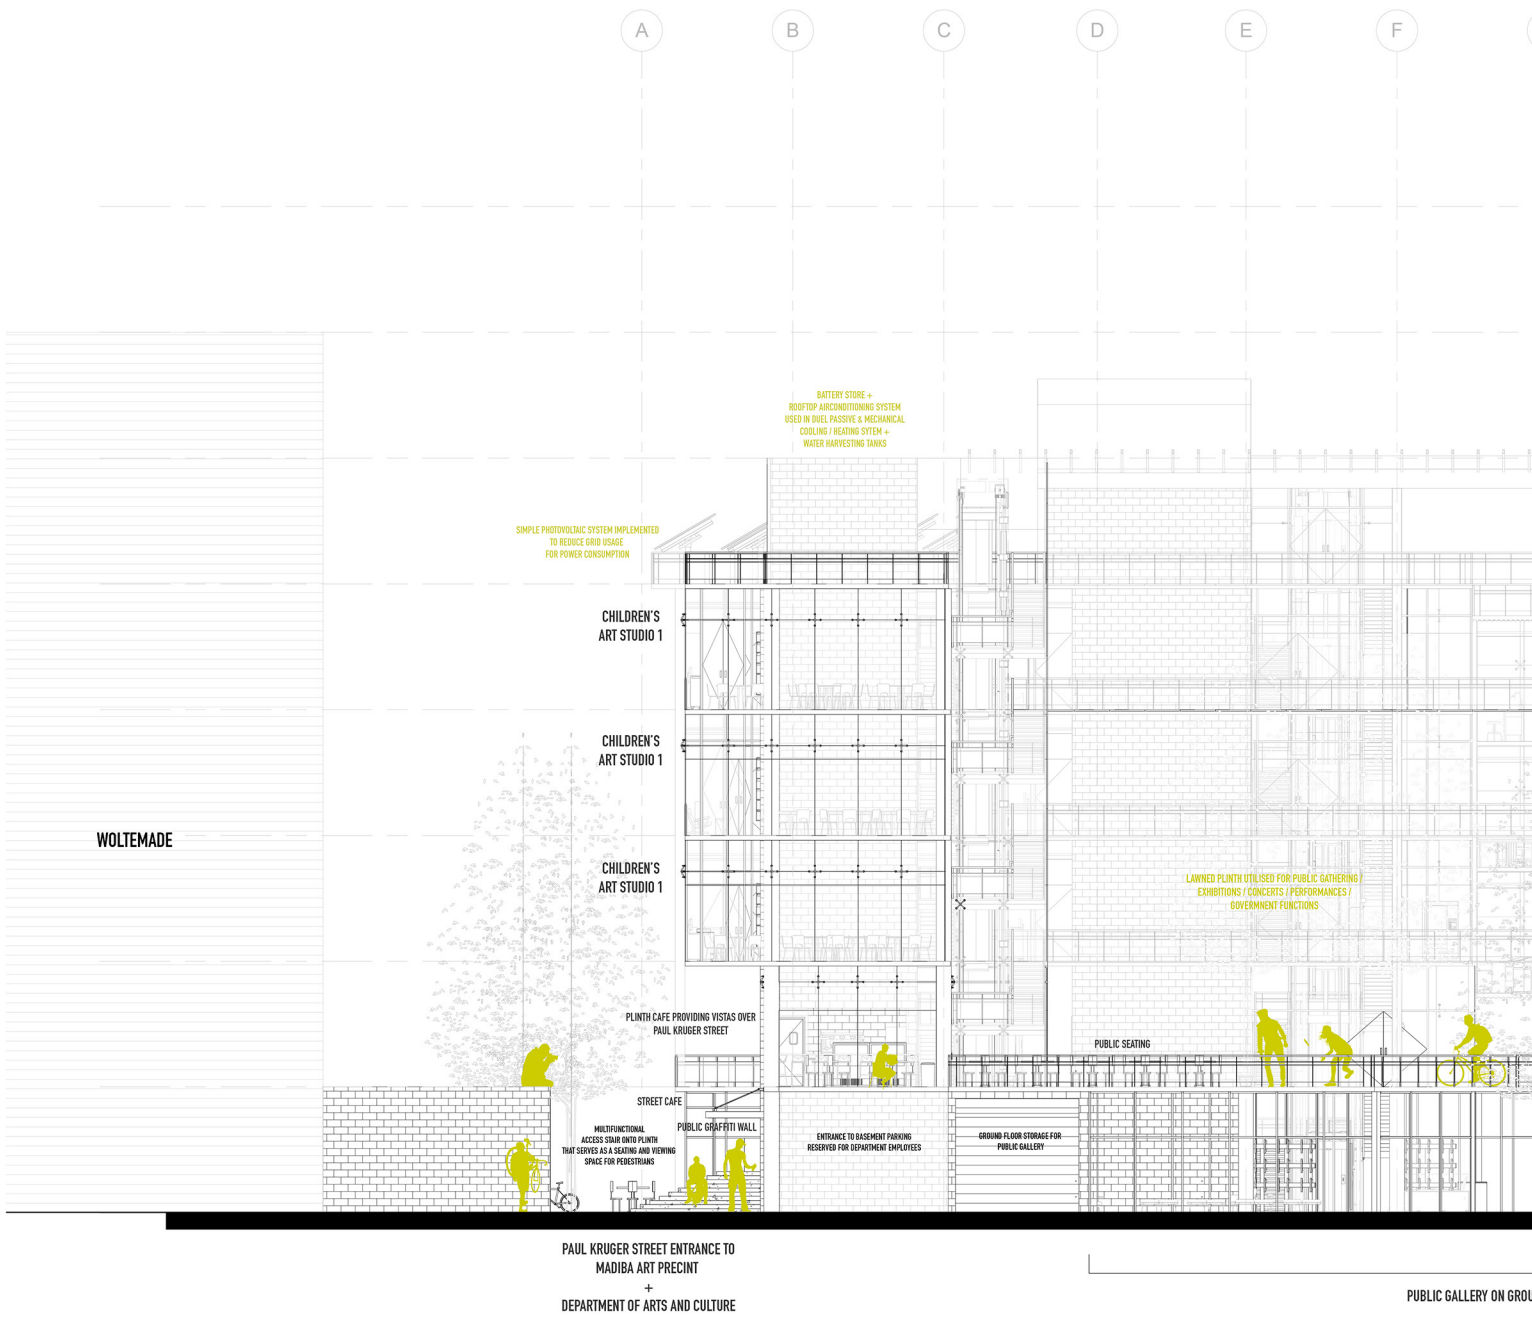 A B C D E F
BATTERY STORE +
ROOFTOP AIRCONDITIONING SYSTEM
USED IN DUEL PASSIVE & MECHANICAL
COOLING / HEATING SYTEM +
WATER HARVESTING TANKS
SIMPLE PHOTOVOLTAIC SYSTEM IMPLEMENTED
TO REDUCE GRID USAGE
FOR POWER CONSUMPTION
CHILDREN'S
ART STUDIO 1
CHILDREN'S
ART STUDIO 1
WOLTEMADE
CHILDREN'S
ART STUDIO 1
LAWNED PLINTH UTILISED FOR PUBLIC GATHERING /
EXHIBITIONS / CONCERTS / PERFORMANCES /
GOVERMNENT FUNCTIONS
PLINTH CAFE PROVIDING VISTAS OVER
PAUL KRUGER STREET
PUBLIC SEATING
STREET CAFE
PUBLIC GRAFFITI WALL
MULTIFUNCTIONAL
ACCESS STAIR ONTO PLINTH
THAT SERVES AS A SEATING AND VIEWING
SPACE FOR PEDESTRIANS
ENTRANCE TO BASEMENT PARKING
RESERVED FOR DEPARTMENT EMPLOYEES
GROUND FLOOR STORAGE FOR
PUBLIC GALLERY
PAUL KRUGER STREET ENTRANCE TO
MADIBA ART PRECINT
+
DEPARTMENT OF ARTS AND CULTURE
PUBLIC GALLERY ON GROU